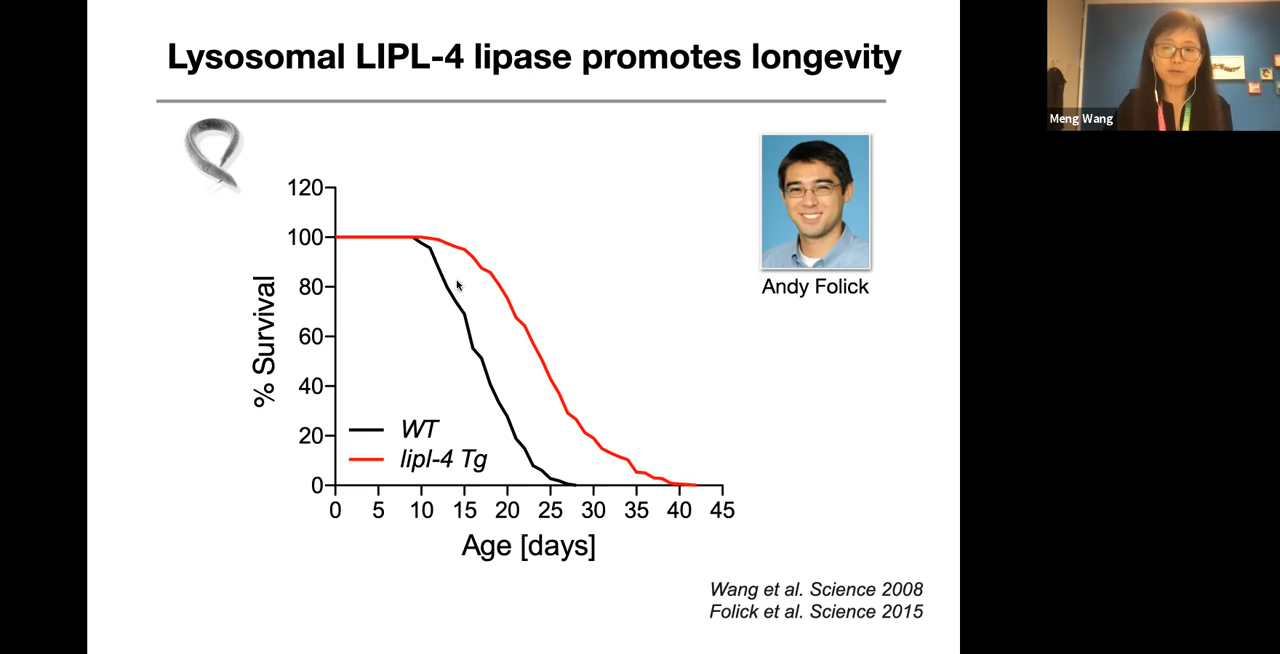 Lysosomal LIPL-4 lipase promotes longevity
Meng Wang
Andy Folick
% Survival
120
100
80
60
40
20
0
WT
lipl-4 Tg
0 5 10 15 20 25 30 35 40 45
Age [days]
Wang et al. Science 2008
Folick et al. Science 2015